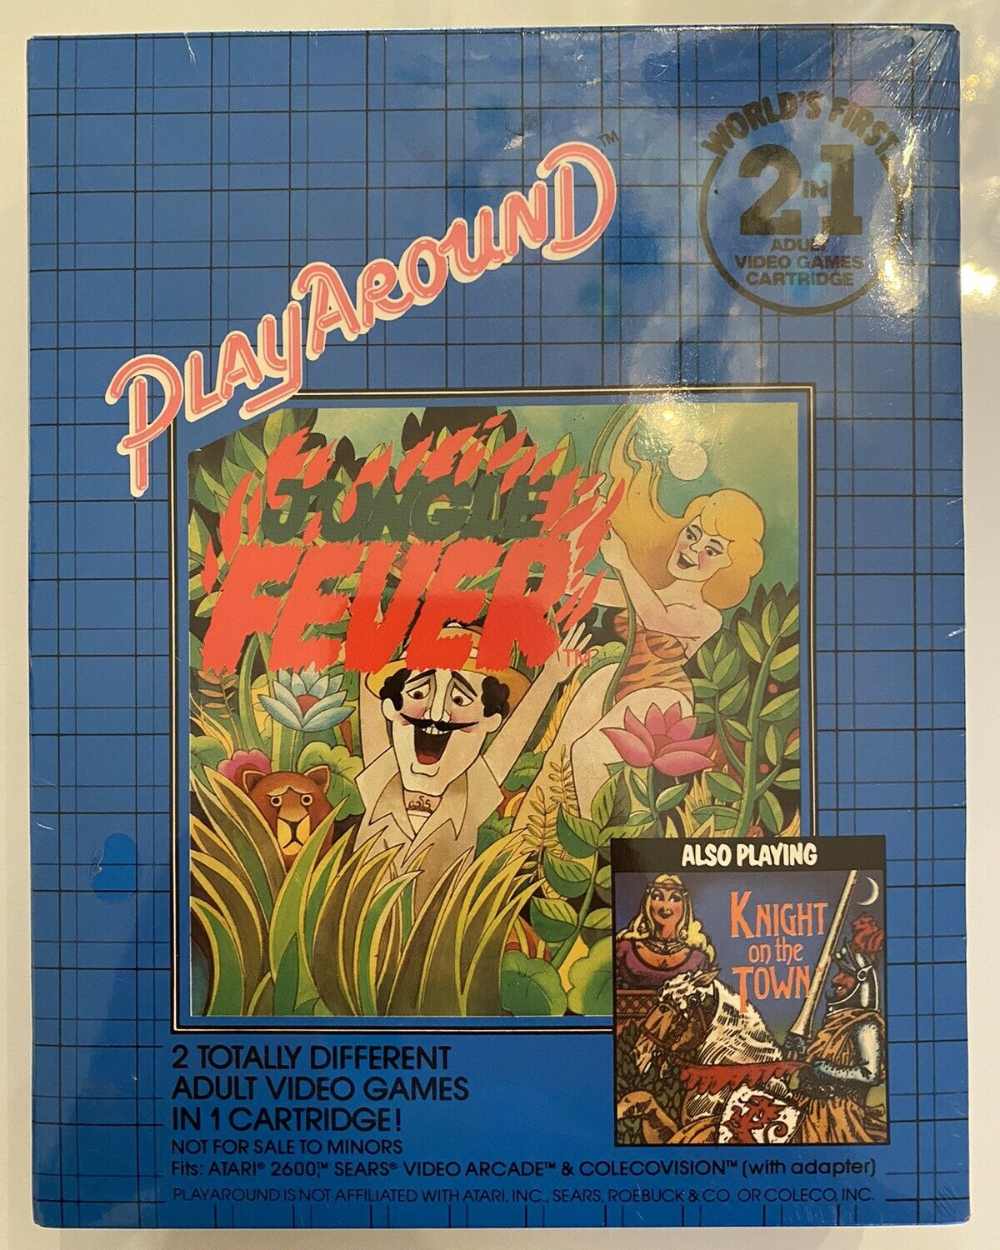 WORLD'S FIRST
2 IN 1
ADULT
VIDEO GAMES
CARTRIDGE
PLAYAROUND™
JUNGLE
FEVER™
ALSO PLAYING
KNIGHT
on the
TOWN
2 TOTALLY DIFFERENT
ADULT VIDEO GAMES
IN 1 CARTRIDGE!
NOT FOR SALE TO MINORS
Fits: ATARI® 2600™, SEARS® VIDEO ARCADE™ & COLECOVISION™ (with adapter)
PLAYAROUND IS NOT AFFILIATED WITH ATARI, INC., SEARS, ROEBUCK & CO. OR COLECO, INC.